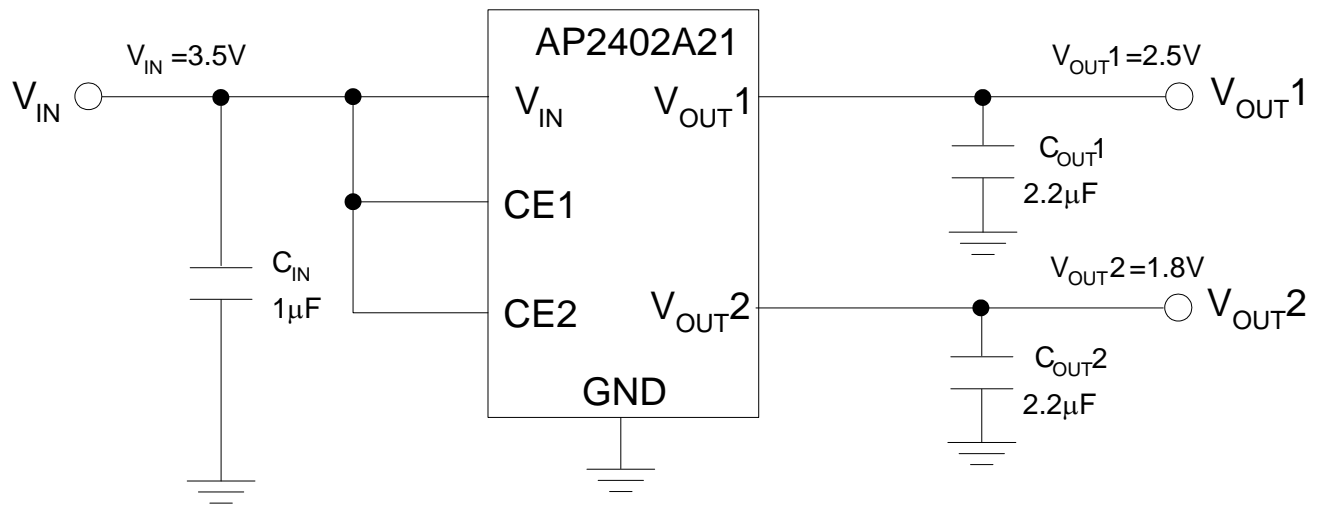 AP2402A21
V_IN =3.5V
V_OUT1=2.5V
V_IN
V_IN
V_OUT1
V_OUT1
C_OUT1
2.2μF
CE1
C_IN
1μF
V_OUT2=1.8V
CE2
V_OUT2
V_OUT2
C_OUT2
2.2μF
GND